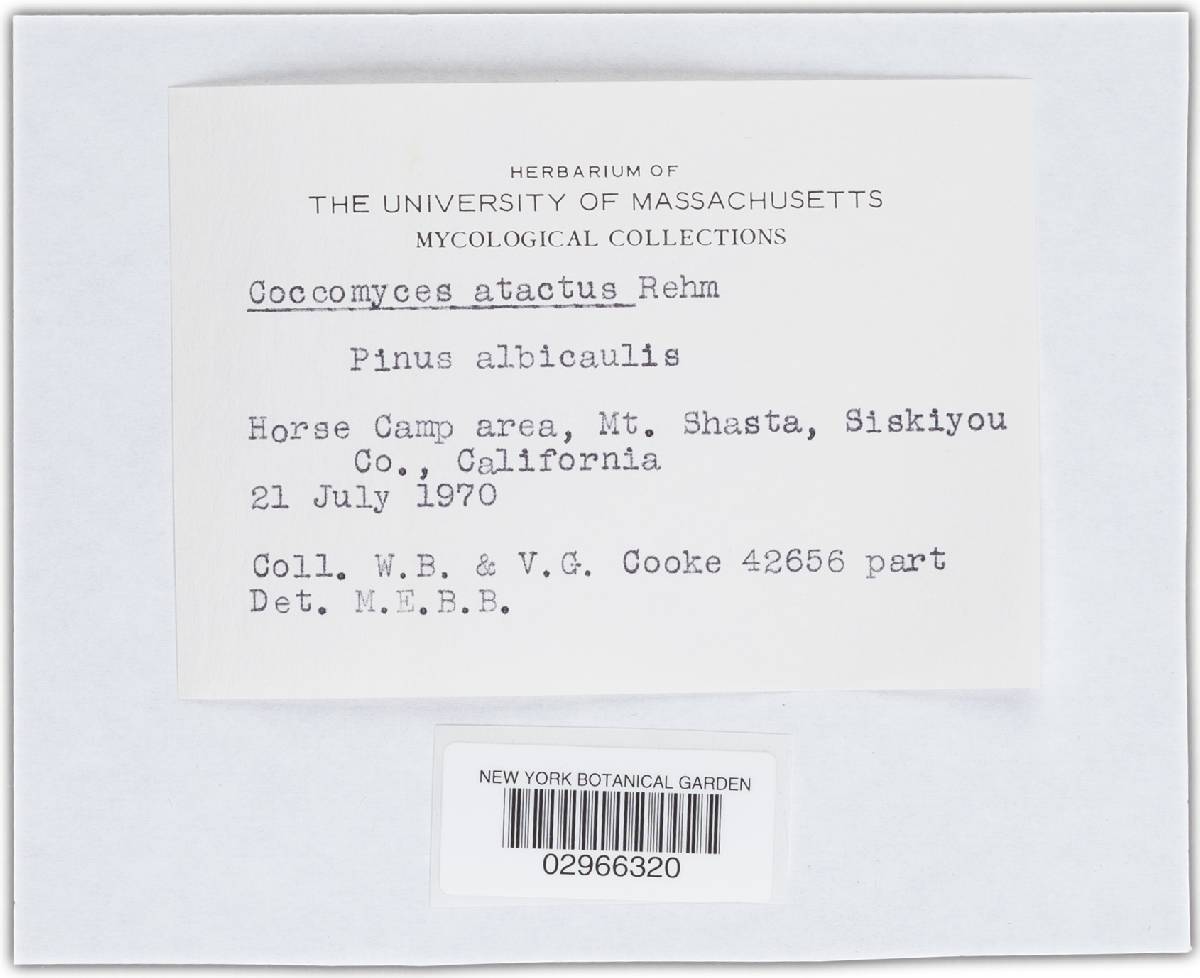 HERBARIUM OF
THE UNIVERSITY OF MASSACHUSETTS
MYCOLOGICAL COLLECTIONS
Coccomyces atactus Rehm
Pinus albicaulis
Horse Camp area, Mt. Shasta, Siskiyou
Co., California
21 July 1970
Coll. W.B. & V.G. Cooke 42656 part
Det. M.E.B.B.
NEW YORK BOTANICAL GARDEN
02966320